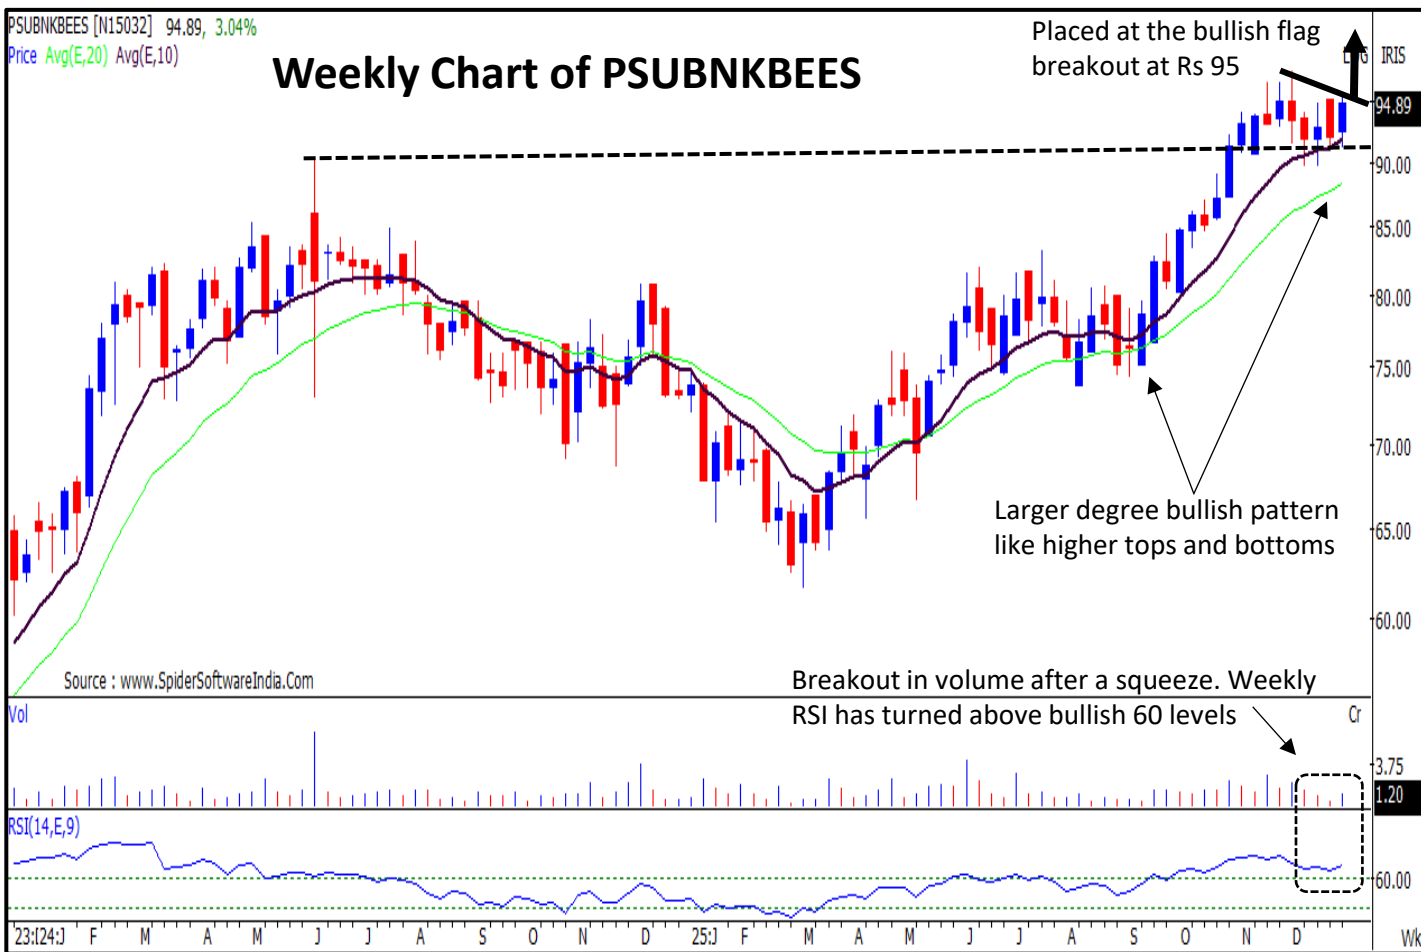 PSUBNKBEES [N15032] 94.89, 3.04%
Price Avg(E,20) Avg(E,10)
Weekly Chart of PSUBNKBEES
Placed at the bullish flag
breakout at Rs 95
IRIS
94.89
90.00
85.00
80.00
75.00
70.00
65.00
60.00
Larger degree bullish pattern
like higher tops and bottoms
Source : www.SpiderSoftwareIndia.Com
Breakout in volume after a squeeze. Weekly
RSI has turned above bullish 60 levels
Vol
Cr
3.75
1.20
RSI(14,E,9)
60.00
23:[24:J F M A M J J A S O N D 25:J F M A M J J A S O N D Wk